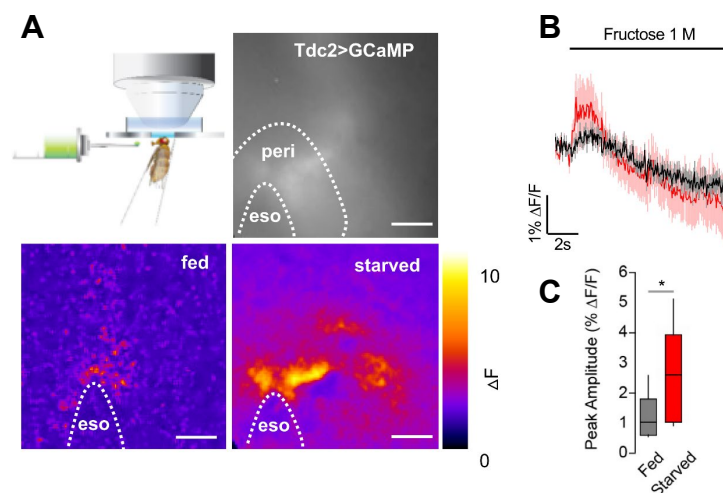 A
Tdc2>GCaMP
peri
eso
fed
eso
starved
eso
10
ΔF
0
B
Fructose 1 M
1% ΔF/F
2s
C
*
Peak Amplitude (% ΔF/F)
6
5
4
3
2
1
0
Fed
Starved